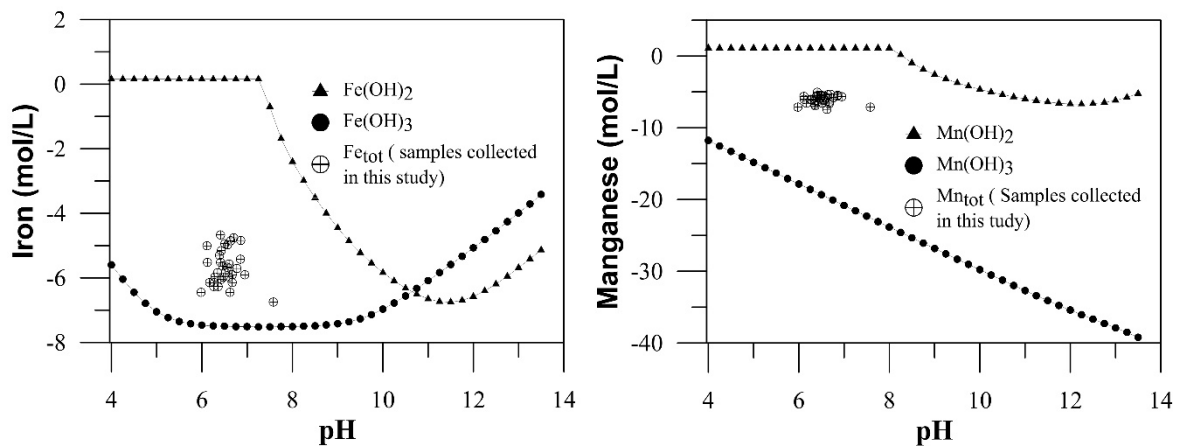 2
0
-2
-4
-6
-8
Iron (mol/L)
Fe(OH)2
Fe(OH)3
Fetot ( samples collected
in this study)
4 6 8 10 12 14
pH
0
-10
-20
-30
-40
Manganese (mol/L)
Mn(OH)2
Mn(OH)3
Mntot ( Samples collected
in this tudy)
4 6 8 10 12 14
pH